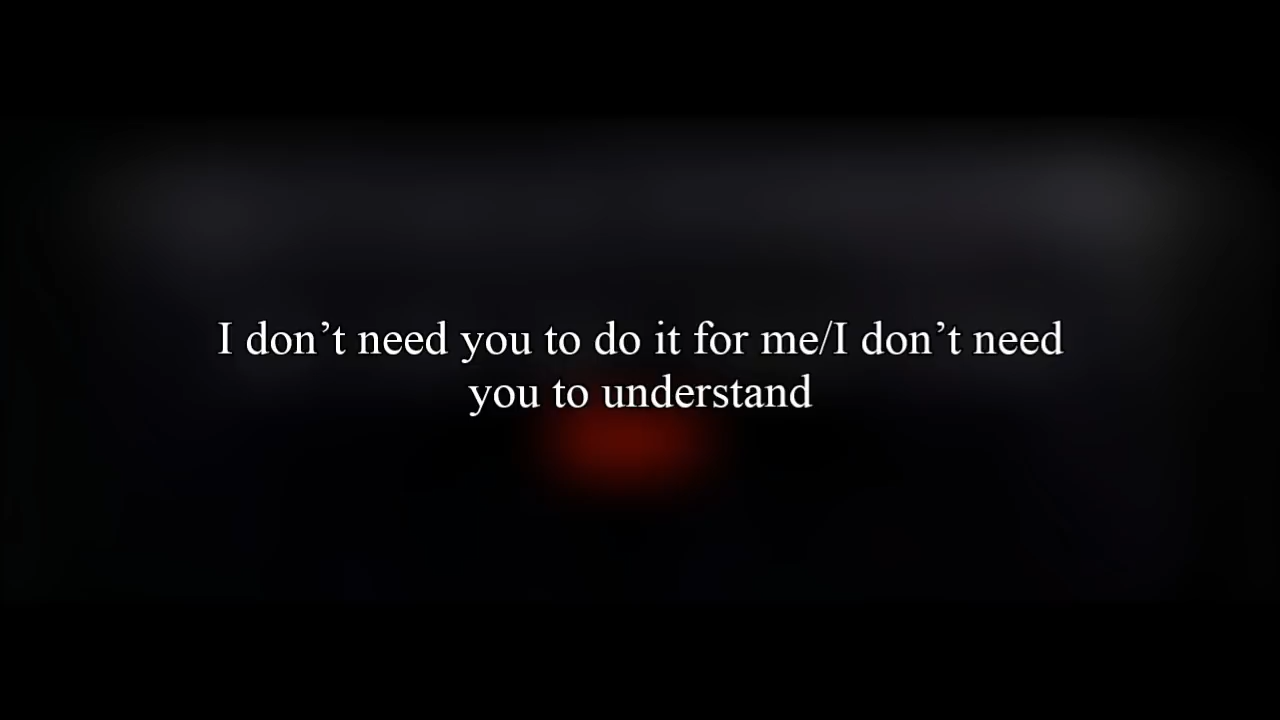 I don’t need you to do it for me/I don’t need
you to understand